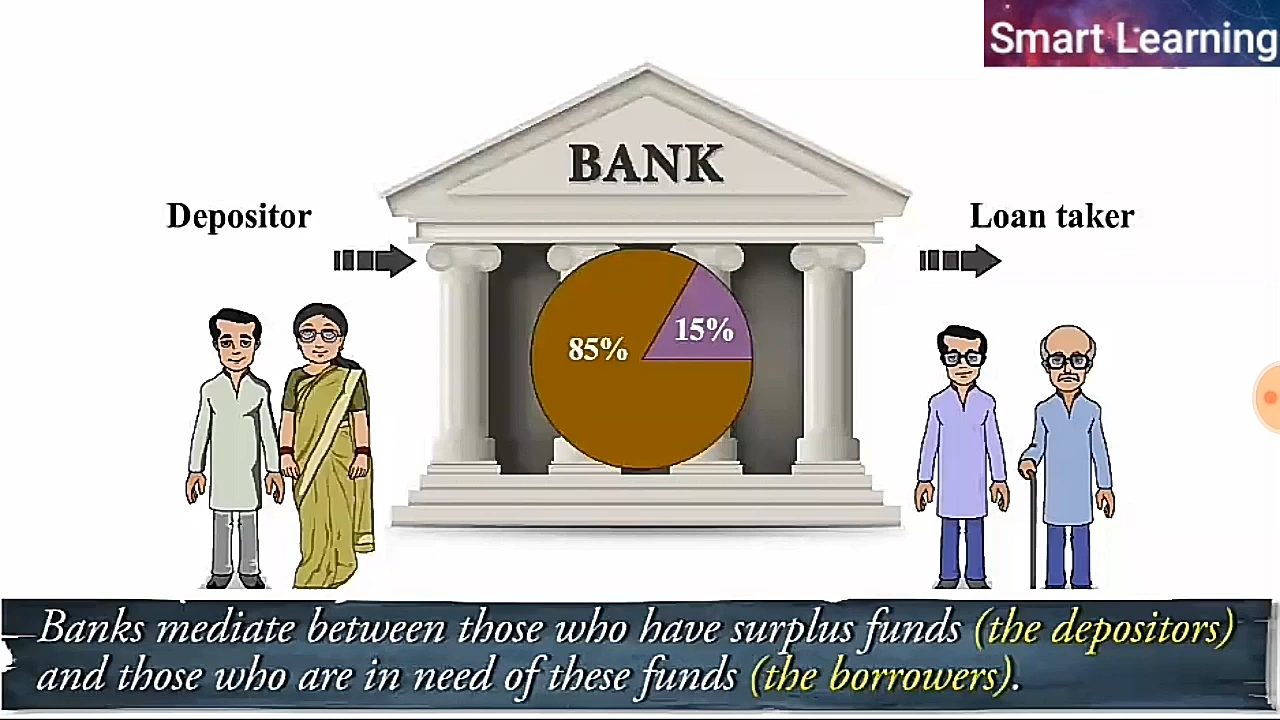 Smart Learning
BANK
Depositor
Loan taker
85%
15%
Banks mediate between those who have surplus funds (the depositors)
and those who are in need of these funds (the borrowers).